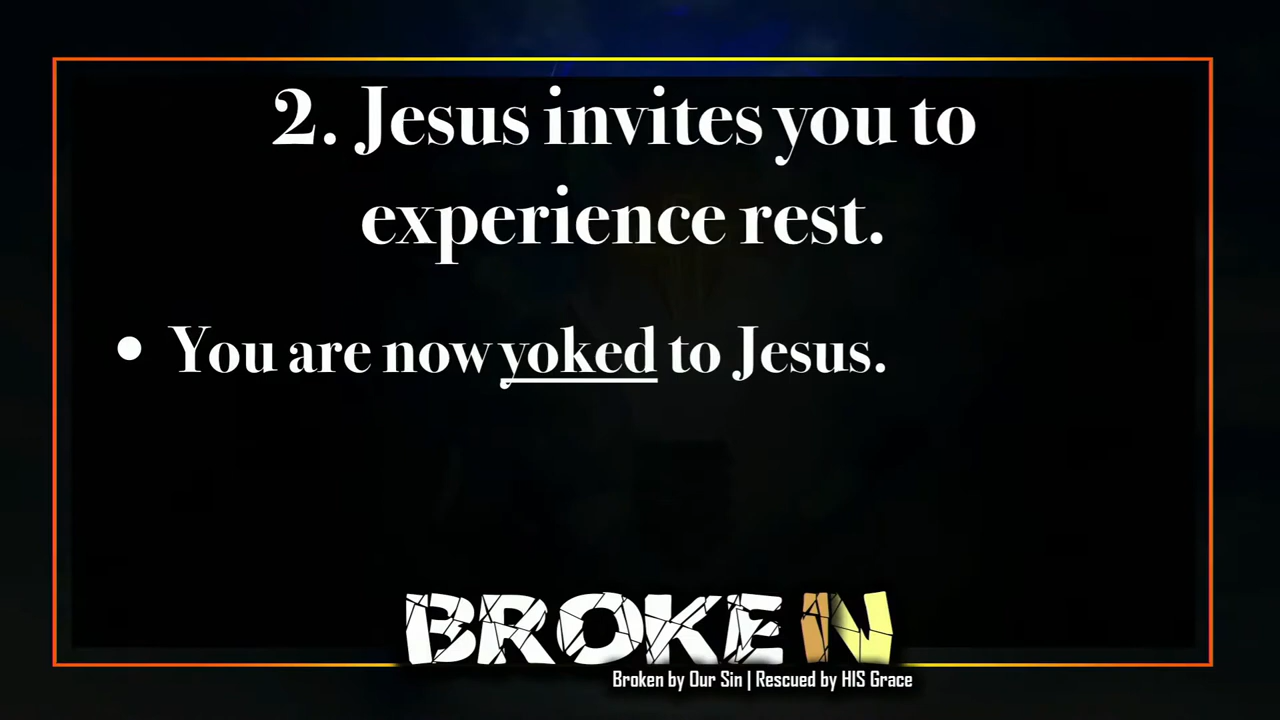 2. Jesus invites you to
experience rest.
• You are now yoked to Jesus.
BROKEN
Broken by Our Sin | Rescued by HIS Grace